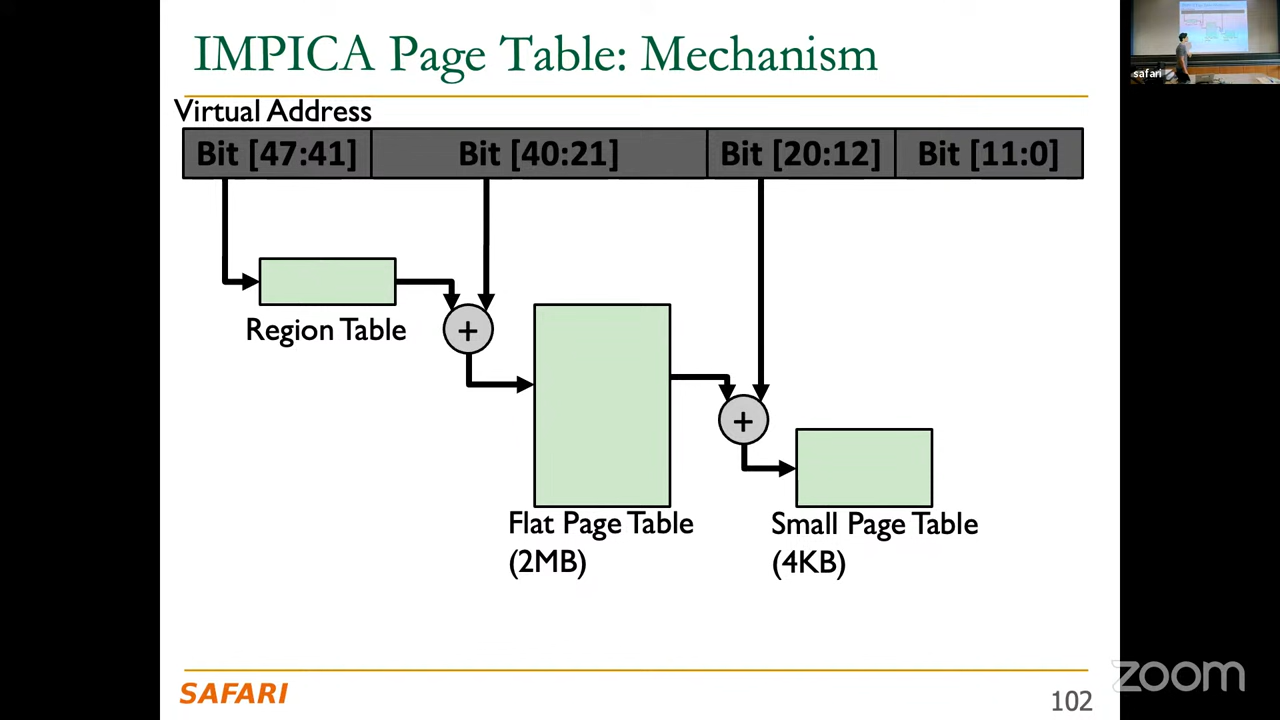 IMPICA Page Table: Mechanism
safari
Virtual Address
Bit [47:41] Bit [40:21] Bit [20:12] Bit [11:0]
Region Table
+
+
Flat Page Table
(2MB)
Small Page Table
(4KB)
SAFARI
102
zoom